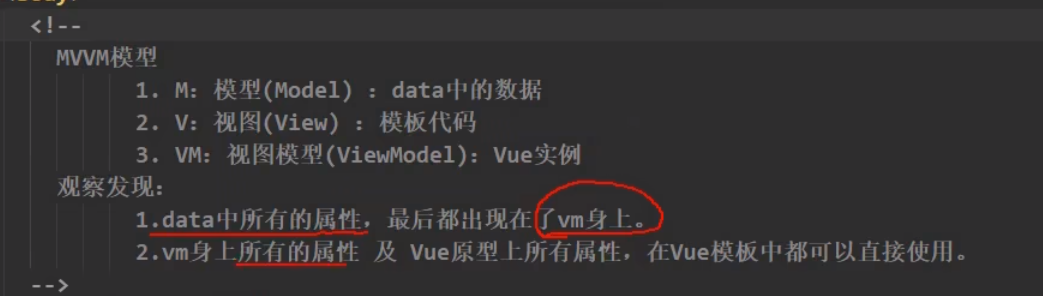 <!--
MVVM模型
1. M：模型(Model) ：data中的数据
2. V：视图(View) ：模板代码
3. VM：视图模型(ViewModel)：Vue实例
观察发现：
1.data中所有的属性，最后都出现在了vm身上。
2.vm身上所有的属性 及 Vue原型上所有属性，在Vue模板中都可以直接使用。
-->